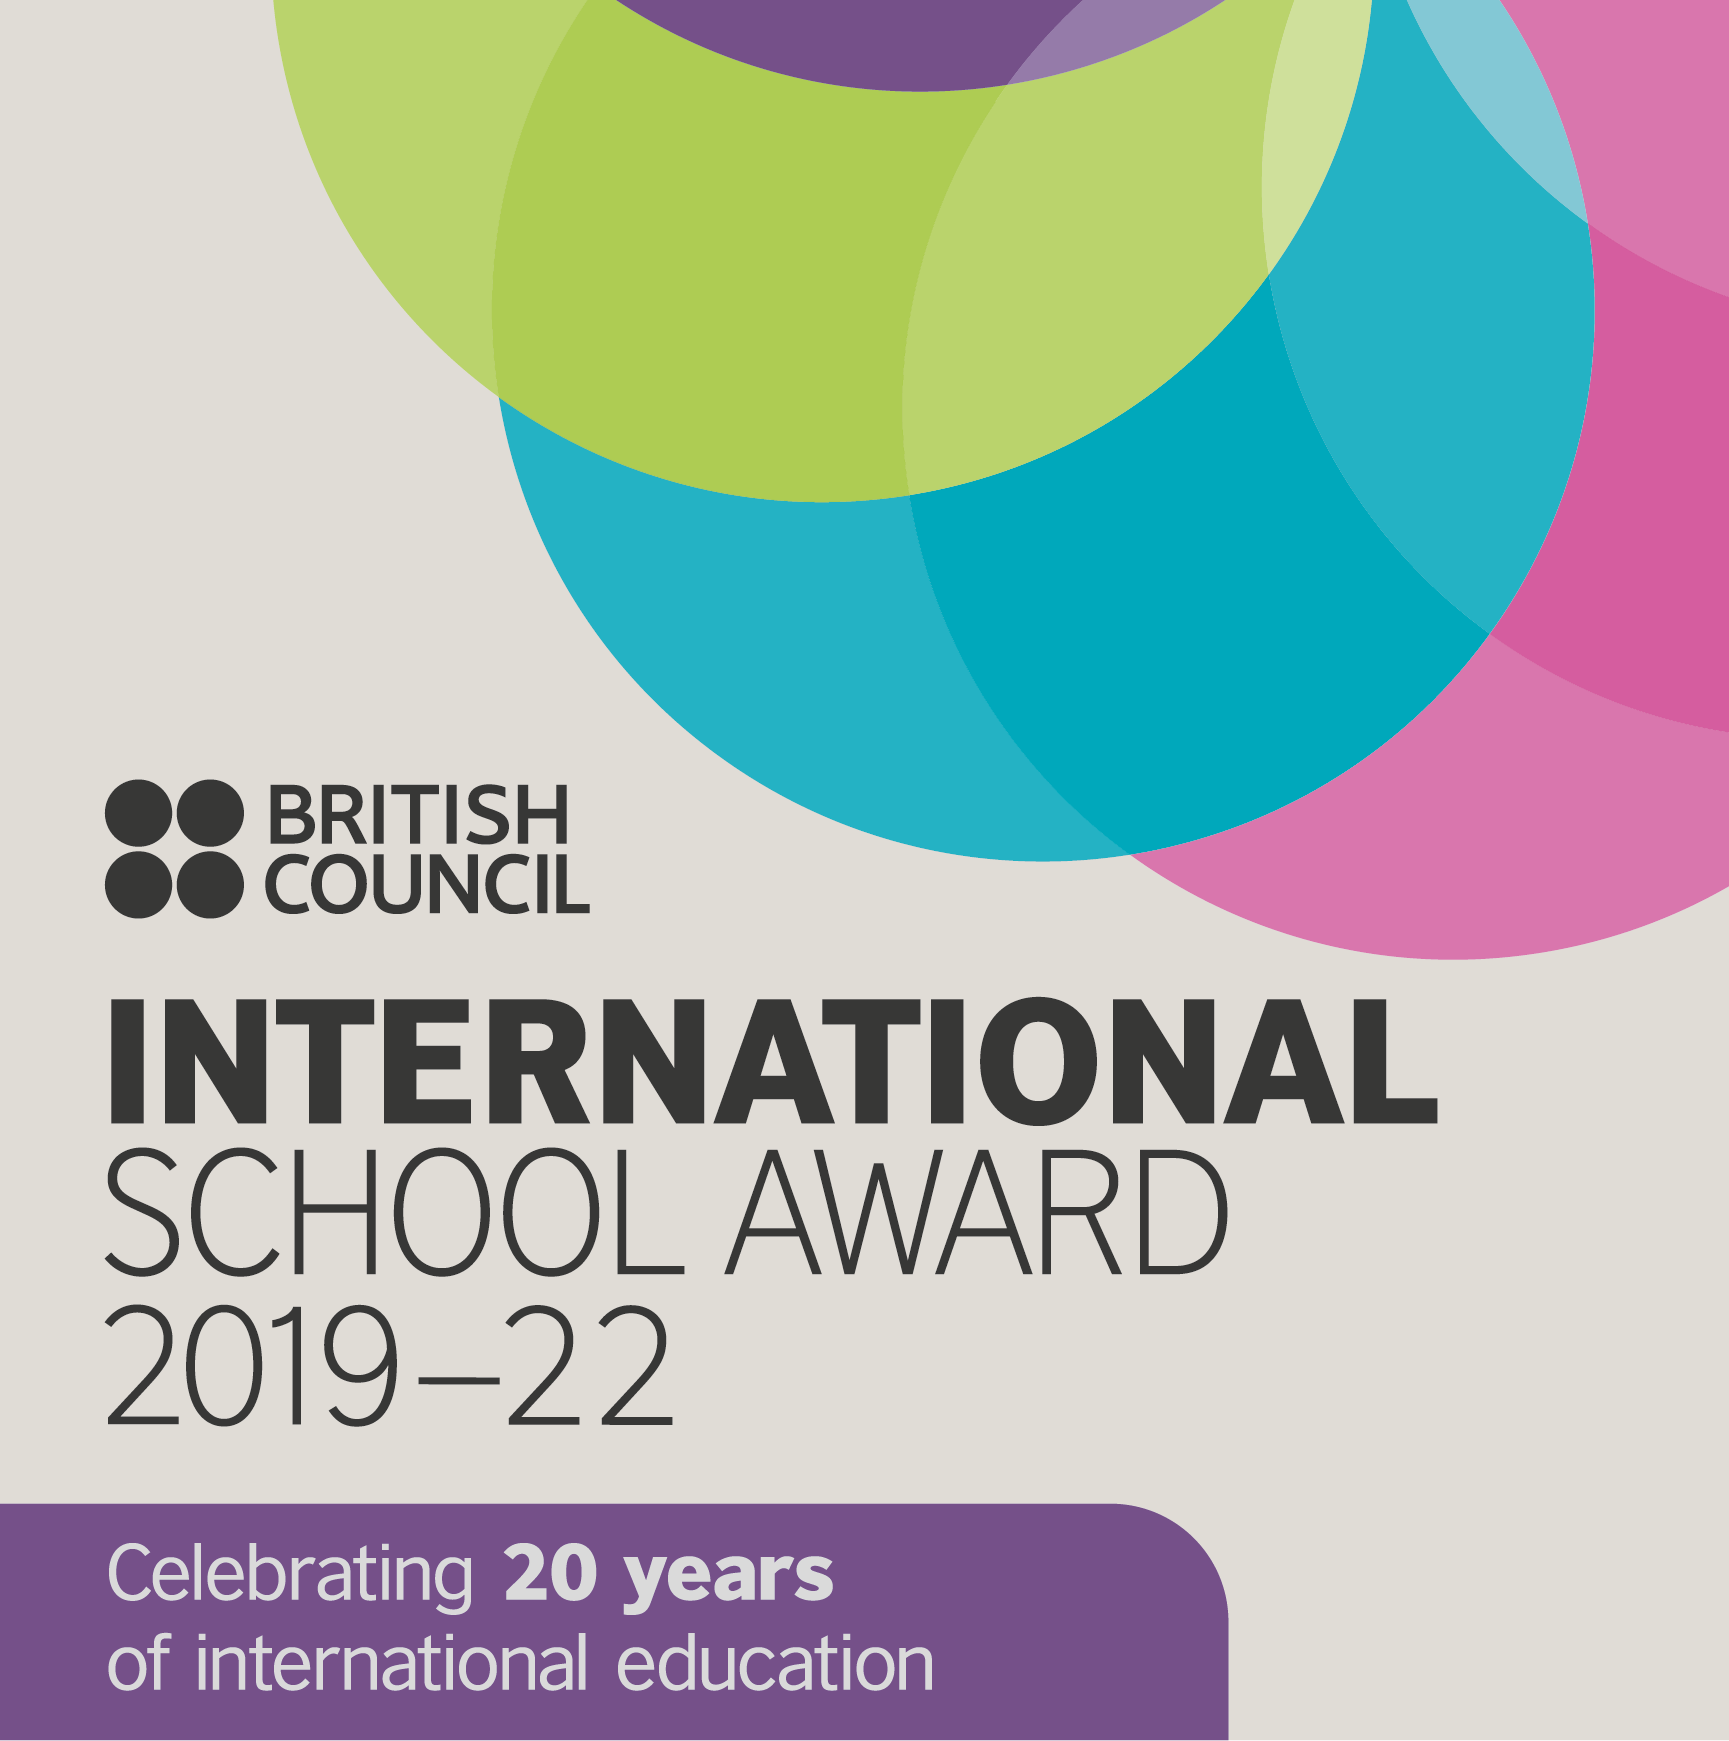 BRITISH
COUNCIL
INTERNATIONAL
SCHOOL AWARD
2019–22
Celebrating 20 years
of international education